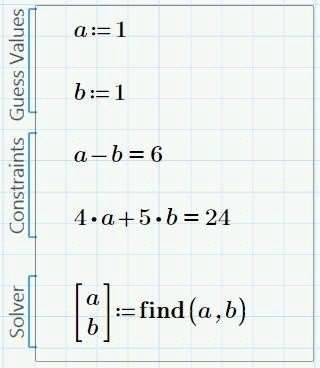 Guess Values
a:=1
b:=1
Constraints
a−b=6
4•a+5•b=24
Solver
[a
b]:=find(a,b)